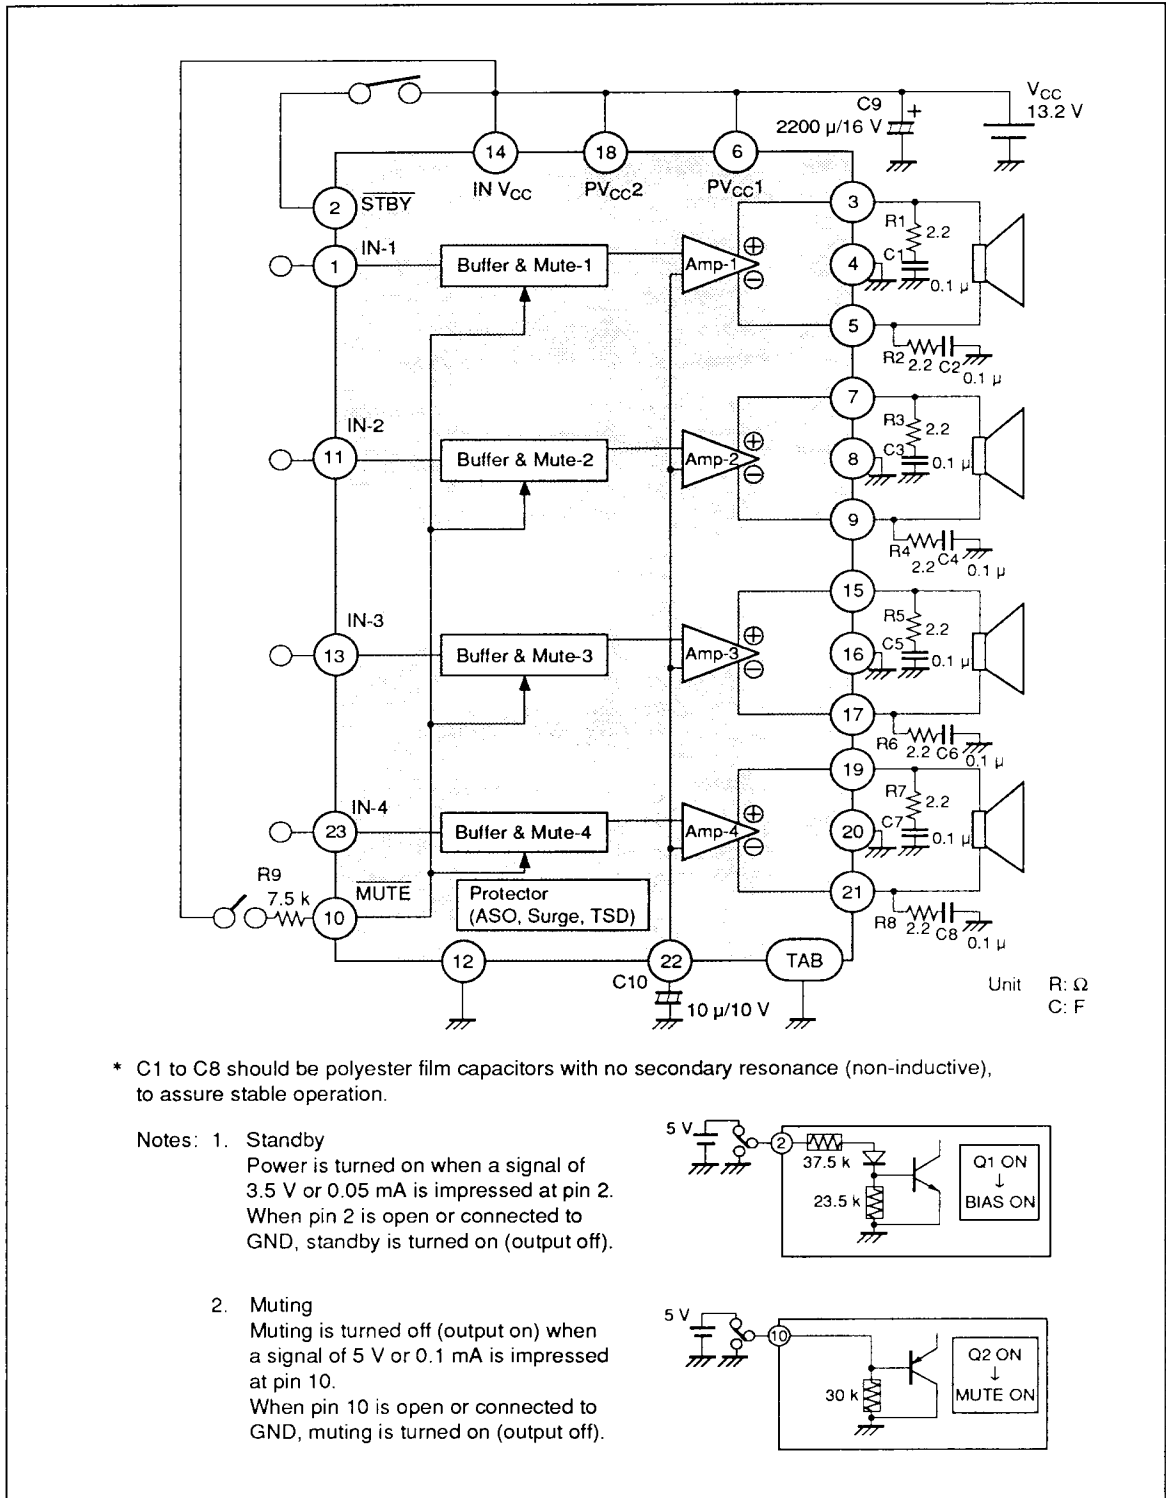 VCC
13.2 V
C9 +
2200 µ/16 V
14 18 6
IN VCC PVCC2 PVCC1
2 STBY
3
R1
2.2
C1
0.1 µ
4
IN-1
1
Buffer & Mute-1
Amp-1
⊕
⊖
5
R2
2.2
C2
0.1 µ
7
R3
2.2
C3
0.1 µ
8
IN-2
11
Buffer & Mute-2
Amp-2
⊕
⊖
9
R4
2.2
C4
0.1 µ
15
R5
2.2
C5
0.1 µ
16
IN-3
13
Buffer & Mute-3
Amp-3
⊕
⊖
17
R6
2.2
C6
0.1 µ
19
R7
2.2
C7
0.1 µ
20
IN-4
23
Buffer & Mute-4
Amp-4
⊕
⊖
21
R8
2.2
C8
0.1 µ
R9
7.5 k
10
MUTE
Protector
(ASO, Surge, TSD)
12
22
TAB
C10
10 µ/10 V
Unit R: Ω
C: F
* C1 to C8 should be polyester film capacitors with no secondary resonance (non-inductive),
to assure stable operation.
Notes: 1. Standby
Power is turned on when a signal of
3.5 V or 0.05 mA is impressed at pin 2.
When pin 2 is open or connected to
GND, standby is turned on (output off).
5 V
2
37.5 k
23.5 k
Q1 ON
↓
BIAS ON
2. Muting
Muting is turned off (output on) when
a signal of 5 V or 0.1 mA is impressed
at pin 10.
When pin 10 is open or connected to
GND, muting is turned on (output off).
5 V
10
30 k
Q2 ON
↓
MUTE ON